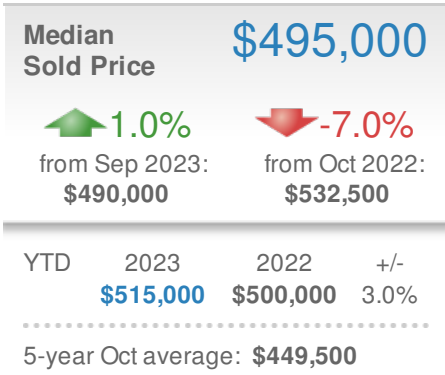 Median
Sold Price
$495,000
1.0%
-7.0%
from Sep 2023:
from Oct 2022:
$490,000
$532,500
YTD 2023 2022 +/-
$515,000 $500,000 3.0%
5-year Oct average: $449,500